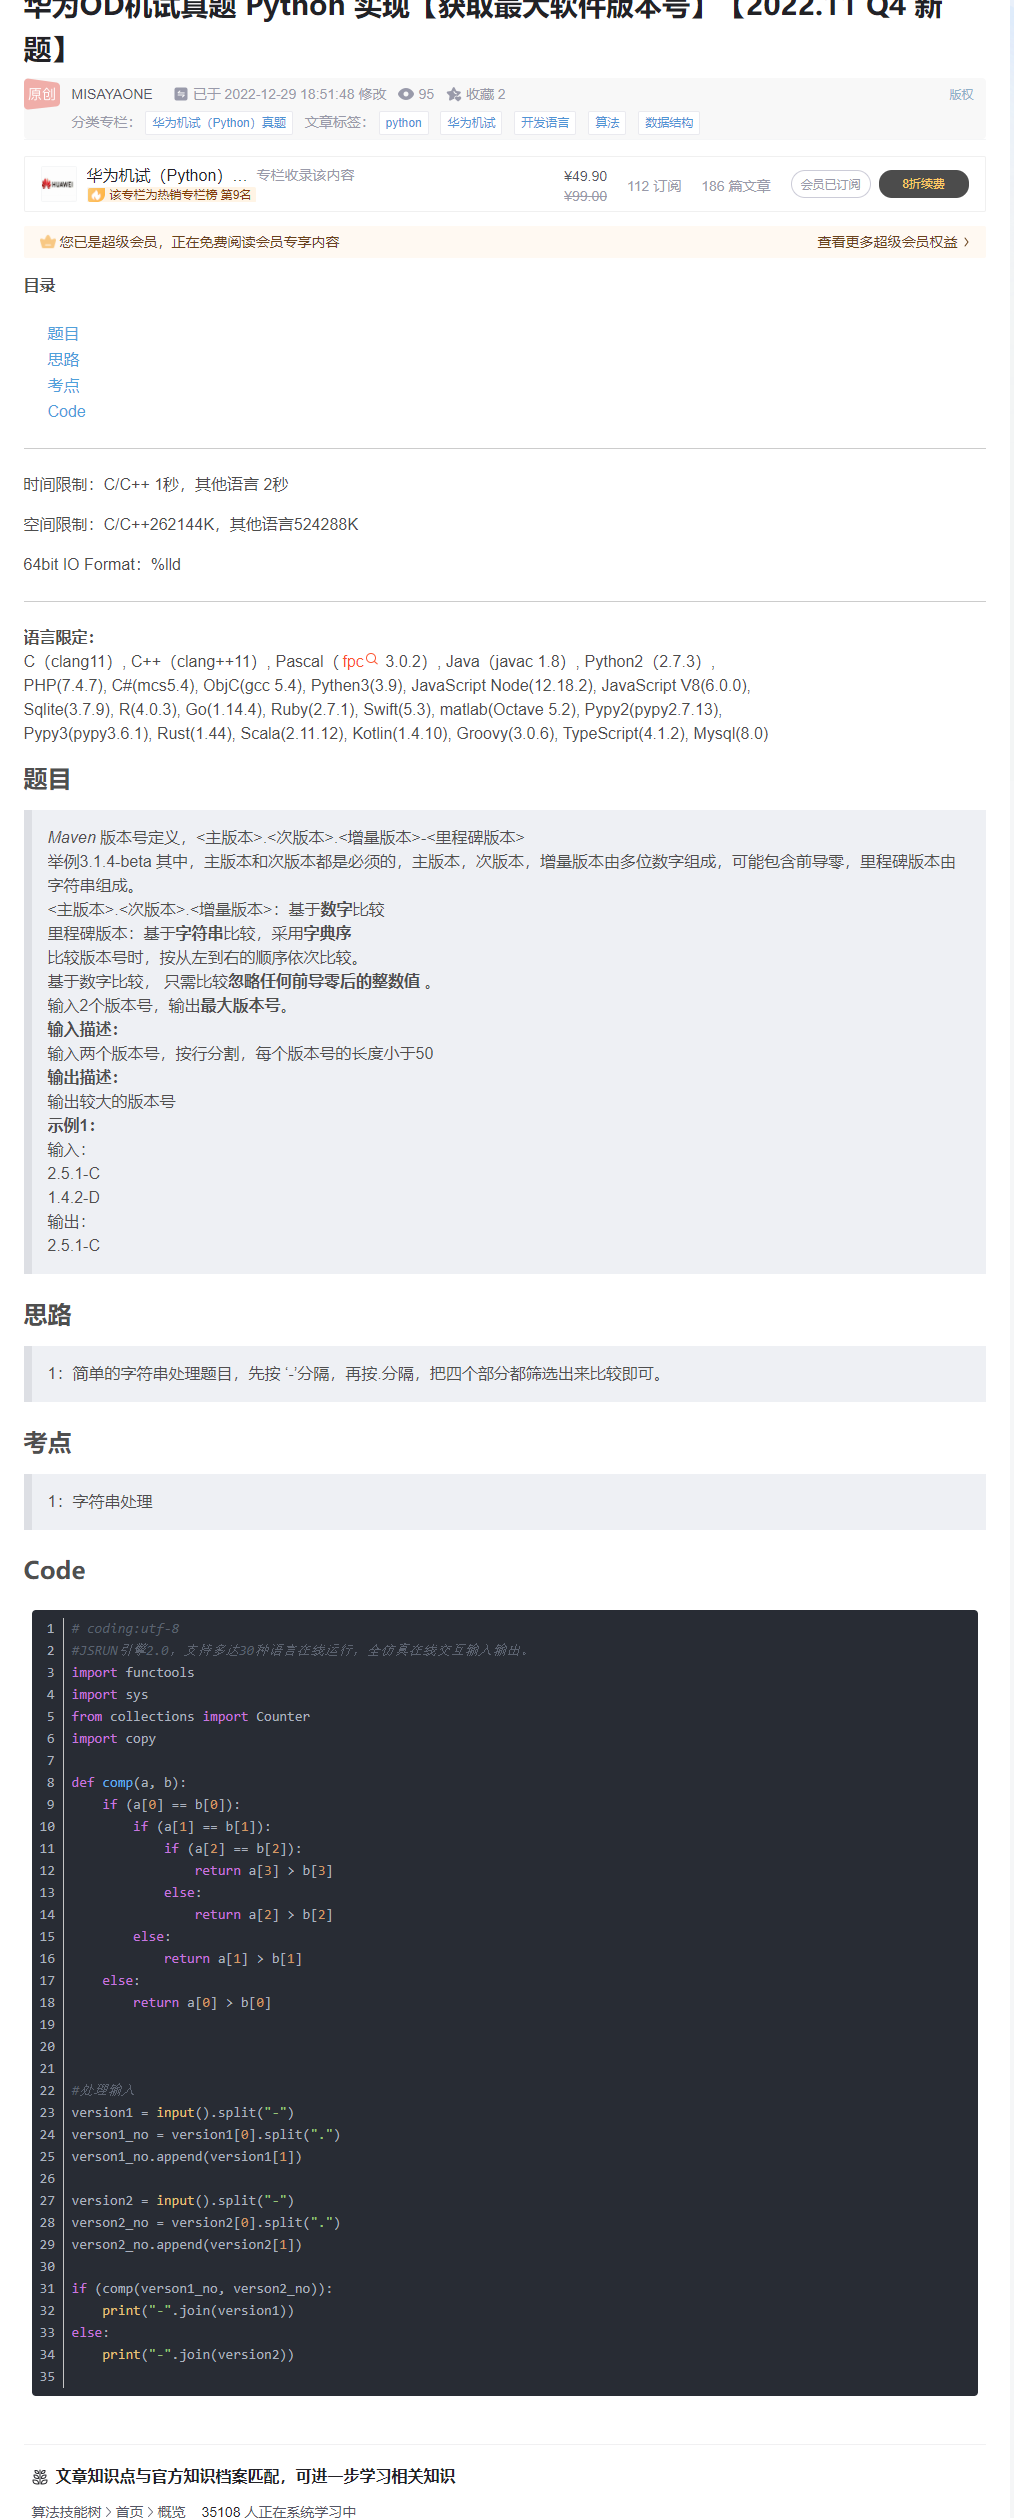 华为OD机试真题 Python 实现【获取最大软件版本号】【2022.11 Q4 新
题】
原创 MISAYAONE 已于 2022-12-29 18:51:48 修改 95 收藏 2 版权
分类专栏： 华为机试（Python）真题 文章标签： python 华为机试 开发语言 算法 数据结构
HUAWEI 华为机试（Python）... 专栏收录该内容 ¥49.90 112 订阅 186 篇文章 会员已订阅 8折续费
该专栏为热销专栏榜 第9名 ¥99.00
您已是超级会员，正在免费阅读会员专享内容 查看更多超级会员权益 >
目录
题目
思路
考点
Code
时间限制：C/C++ 1秒，其他语言 2秒
空间限制：C/C++262144K，其他语言524288K
64bit IO Format：%lld
语言限定：
C（clang11）, C++（clang++11）, Pascal（fpc 3.0.2）, Java（javac 1.8）, Python2（2.7.3）,
PHP(7.4.7), C#(mcs5.4), ObjC(gcc 5.4), Pythen3(3.9), JavaScript Node(12.18.2), JavaScript V8(6.0.0),
Sqlite(3.7.9), R(4.0.3), Go(1.14.4), Ruby(2.7.1), Swift(5.3), matlab(Octave 5.2), Pypy2(pypy2.7.13),
Pypy3(pypy3.6.1), Rust(1.44), Scala(2.11.12), Kotlin(1.4.10), Groovy(3.0.6), TypeScript(4.1.2), Mysql(8.0)
题目
Maven 版本号定义，<主版本>.<次版本>.<增量版本>-<里程碑版本>
举例3.1.4-beta 其中，主版本和次版本都是必须的，主版本，次版本，增量版本由多位数字组成，可能包含前导零，里程碑版本由
字符串组成。
<主版本>.<次版本>.<增量版本>：基于数字比较
里程碑版本：基于字符串比较，采用字典序
比较版本号时，按从左到右的顺序依次比较。
基于数字比较， 只需比较忽略任何前导零后的整数值 。
输入2个版本号，输出最大版本号。
输入描述：
输入两个版本号，按行分割，每个版本号的长度小于50
输出描述：
输出较大的版本号
示例1：
输入：
2.5.1-C
1.4.2-D
输出：
2.5.1-C
思路
1：简单的字符串处理题目，先按 ‘-’分隔，再按.分隔，把四个部分都筛选出来比较即可。
考点
1：字符串处理
Code
1 # coding:utf-8
2 #JSRUN引擎2.0，支持多达30种语言在线运行，全仿真在线交互输入输出。
3 import functools
4 import sys
5 from collections import Counter
6 import copy
7
8 def comp(a, b):
9     if (a[0] == b[0]):
10         if (a[1] == b[1]):
11             if (a[2] == b[2]):
12                 return a[3] > b[3]
13             else:
14                 return a[2] > b[2]
15         else:
16             return a[1] > b[1]
17     else:
18         return a[0] > b[0]
19
20
21
22 #处理输入
23 version1 = input().split("-")
24 verson1_no = version1[0].split(".")
25 verson1_no.append(version1[1])
26
27 version2 = input().split("-")
28 verson2_no = version2[0].split(".")
29 verson2_no.append(version2[1])
30
31 if (comp(verson1_no, verson2_no)):
32     print("-".join(version1))
33 else:
34     print("-".join(version2))
35
文章知识点与官方知识档案匹配，可进一步学习相关知识
算法技能树 > 首页 > 概览 35108 人正在系统学习中